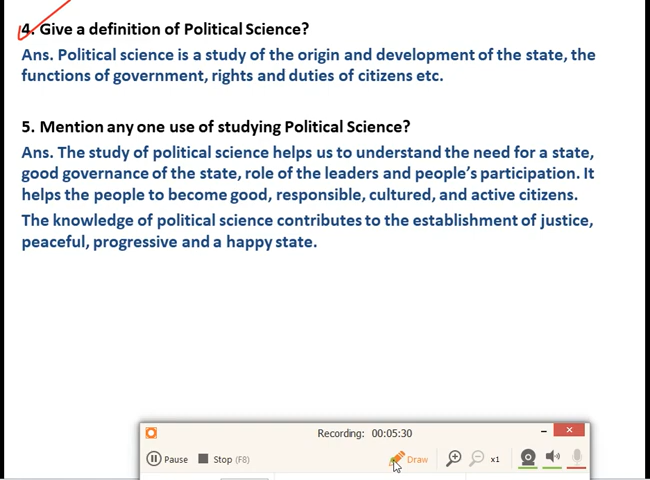 4. Give a definition of Political Science?
Ans. Political science is a study of the origin and development of the state, the
functions of government, rights and duties of citizens etc.
5. Mention any one use of studying Political Science?
Ans. The study of political science helps us to understand the need for a state,
good governance of the state, role of the leaders and people's participation. It
helps the people to become good, responsible, cultured, and active citizens.
The knowledge of political science contributes to the establishment of justice,
peaceful, progressive and a happy state.
Recording: 00:05:30
Pause Stop (F8) Draw x1